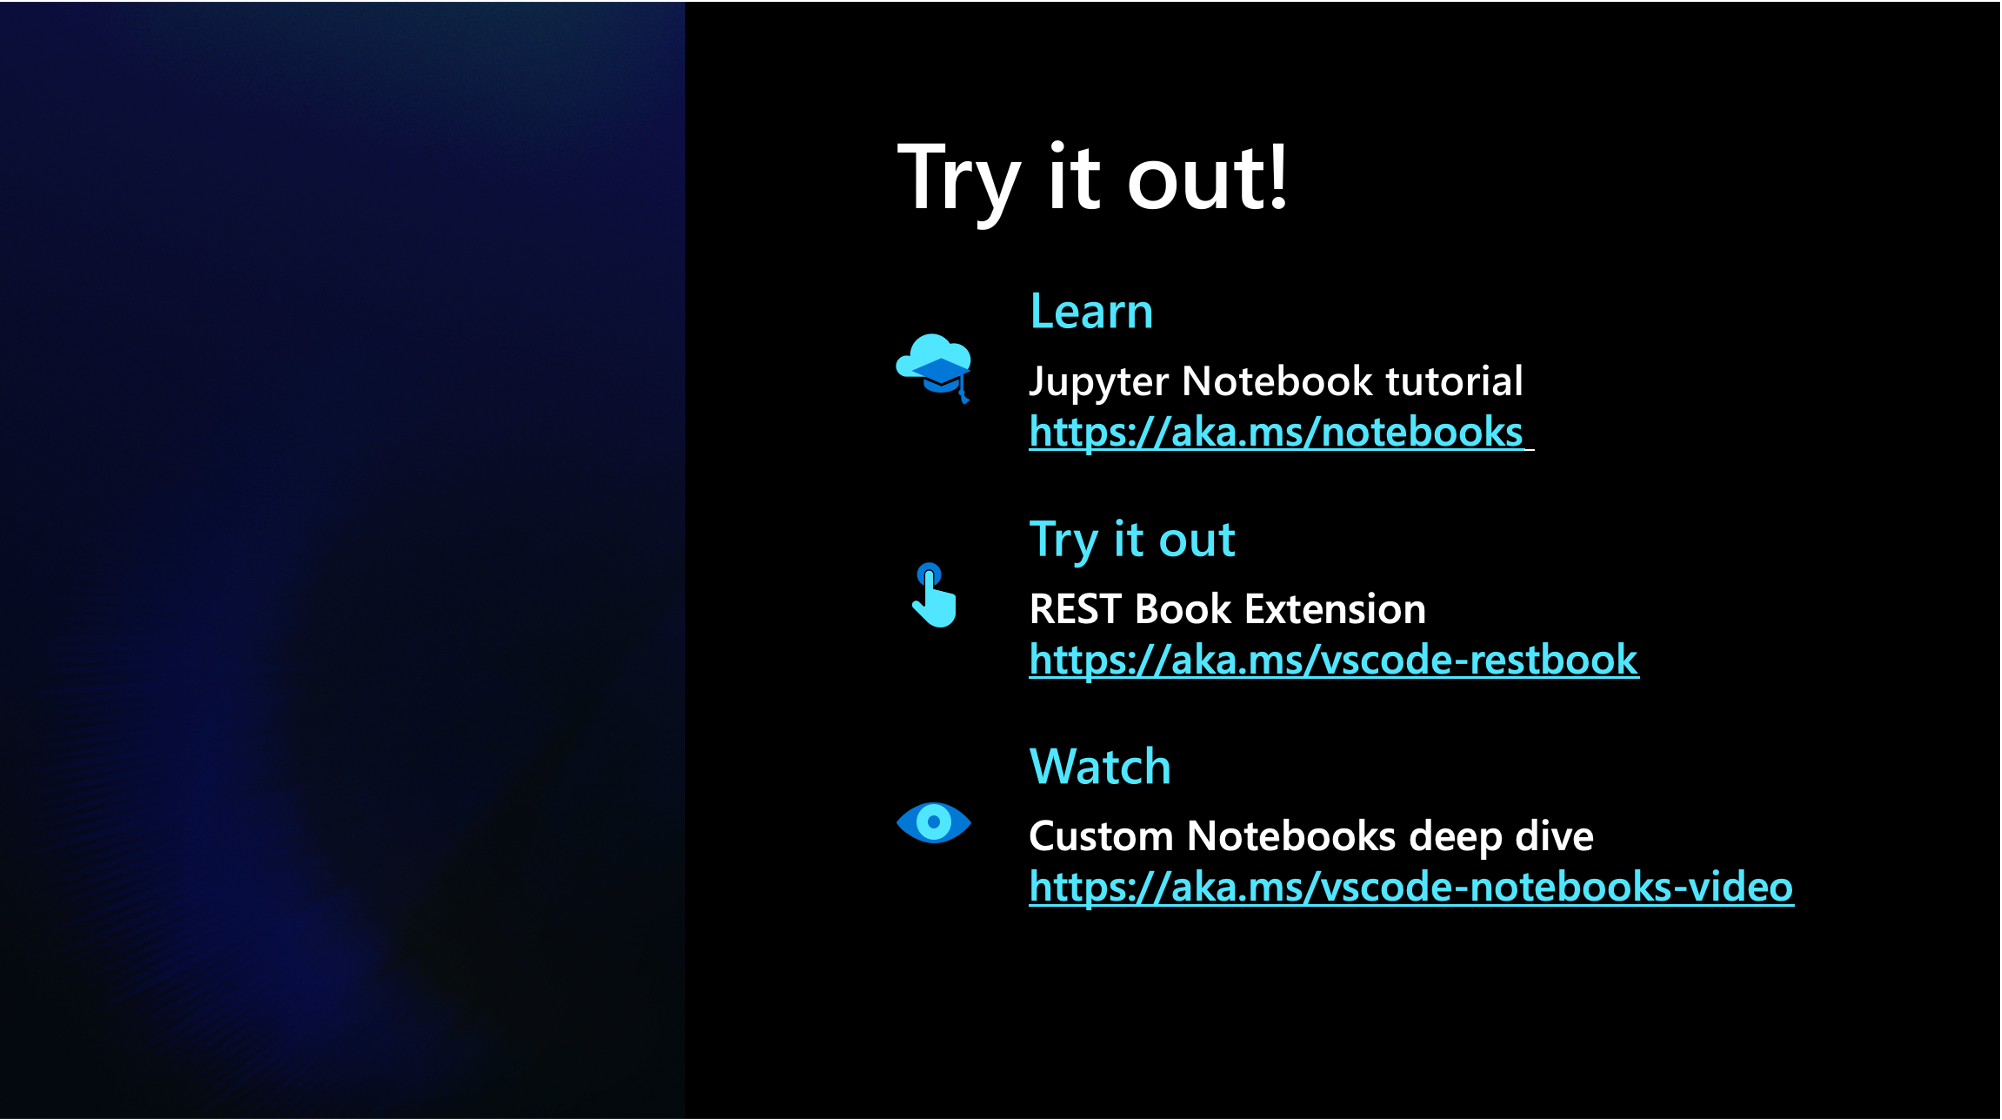 Try it out!
Learn
Jupyter Notebook tutorial
https://aka.ms/notebooks
Try it out
REST Book Extension
https://aka.ms/vscode-restbook
Watch
Custom Notebooks deep dive
https://aka.ms/vscode-notebooks-video